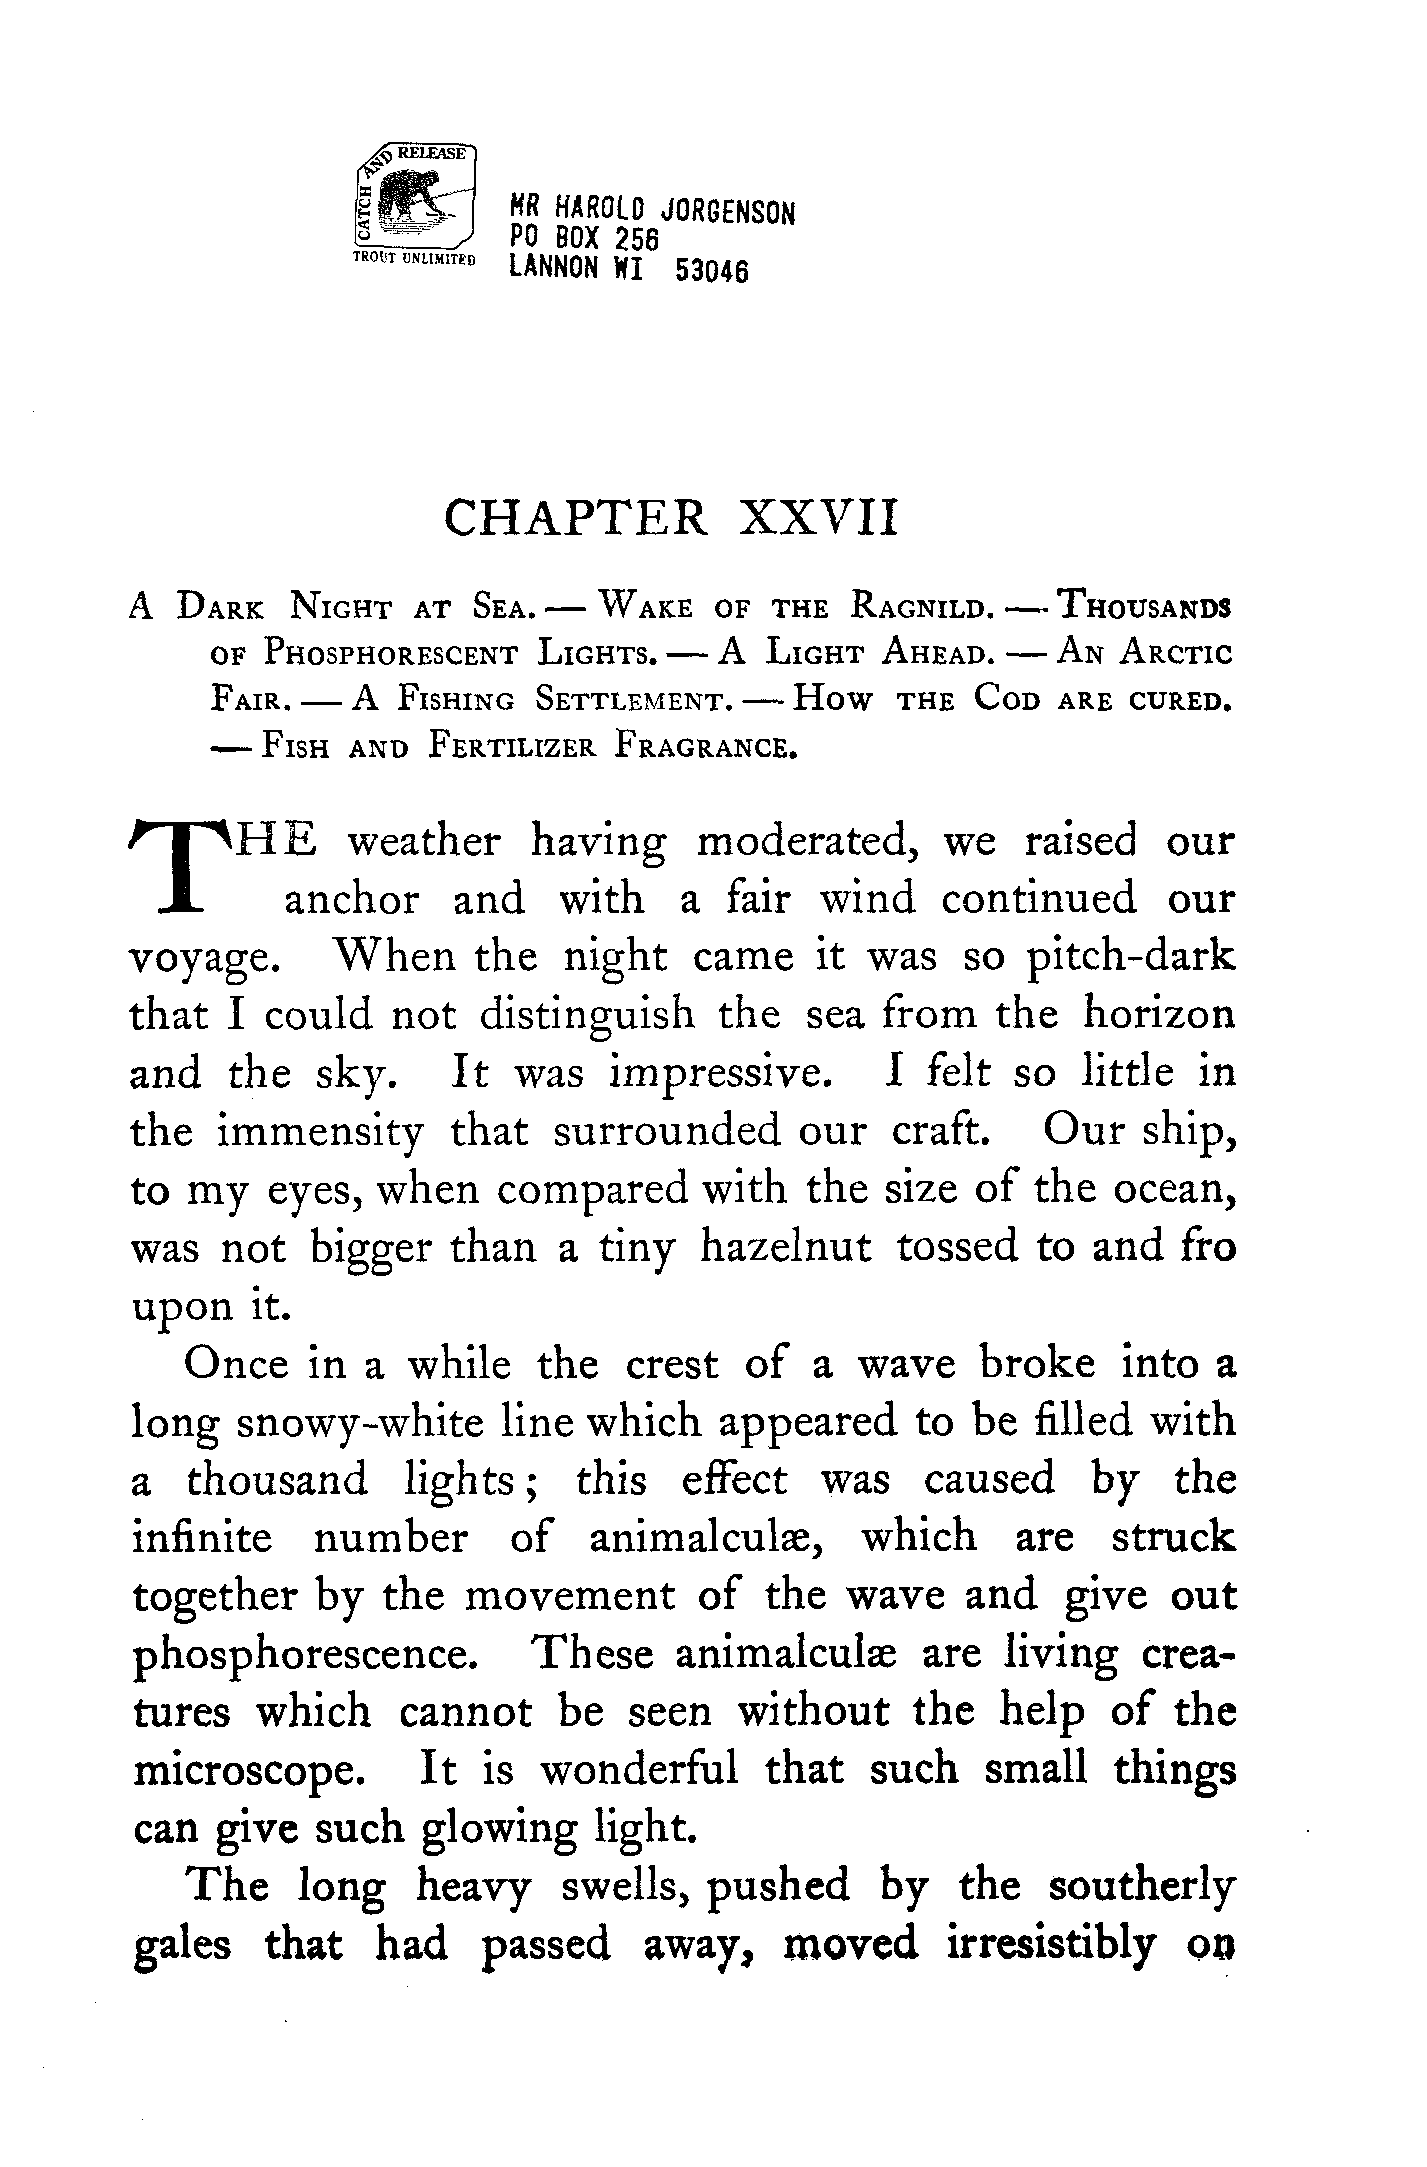 CATCH AND RELEASE
TROUT UNLIMITED
MR HAROLD JORGENSON
PO BOX 256
LANNON WI 53046
CHAPTER XXVII
A Dark Night at Sea. — Wake of the Ragnild. — Thousands
of Phosphorescent Lights. — A Light Ahead. — An Arctic
Fair. — A Fishing Settlement. — How the Cod are cured.
— Fish and Fertilizer Fragrance.
THE weather having moderated, we raised our
anchor and with a fair wind continued our
voyage. When the night came it was so pitch-dark
that I could not distinguish the sea from the horizon
and the sky. It was impressive. I felt so little in
the immensity that surrounded our craft. Our ship,
to my eyes, when compared with the size of the ocean,
was not bigger than a tiny hazelnut tossed to and fro
upon it.
Once in a while the crest of a wave broke into a
long snowy-white line which appeared to be filled with
a thousand lights; this effect was caused by the
infinite number of animalculæ, which are struck
together by the movement of the wave and give out
phosphorescence. These animalculæ are living crea-
tures which cannot be seen without the help of the
microscope. It is wonderful that such small things
can give such glowing light.
The long heavy swells, pushed by the southerly
gales that had passed away, moved irresistibly on